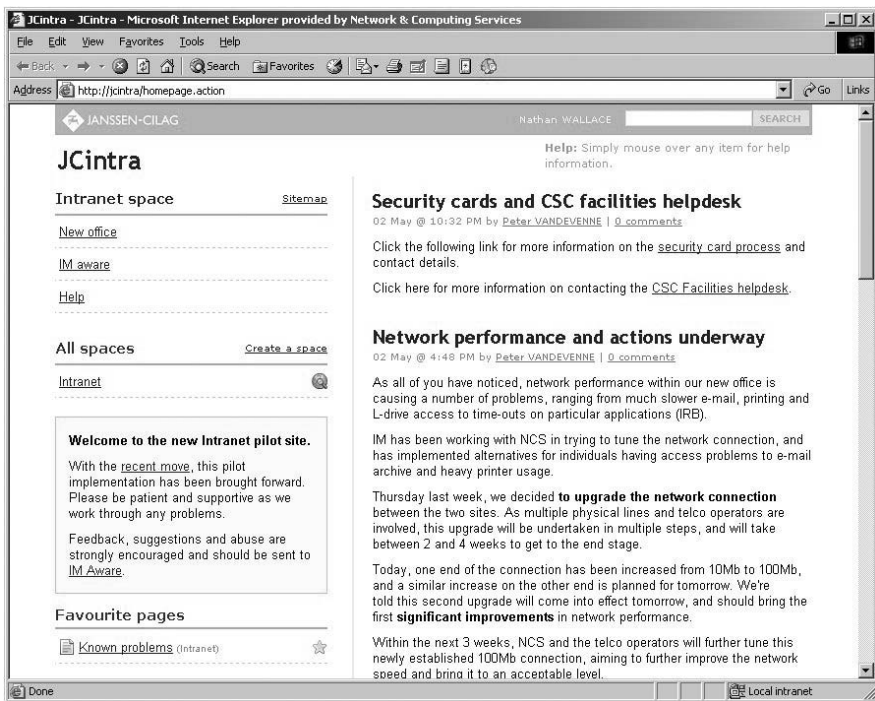 JCintra - JCintra - Microsoft Internet Explorer provided by Network & Computing Services
File Edit View Favorites Tools Help
Back Search Favorites
Address http://jcintra/homepage.action Go Links
JANSSEN-CILAG Nathan WALLACE SEARCH
JCintra
Help: Simply mouse over any item for help
information.
Intranet space Sitemap
New office
IM aware
Help
All spaces Create a space
Intranet
Welcome to the new Intranet pilot site.
With the recent move, this pilot
implementation has been brought forward.
Please be patient and supportive as we
work through any problems.
Feedback, suggestions and abuse are
strongly encouraged and should be sent to
IM Aware.
Favourite pages
Known problems (Intranet)
Security cards and CSC facilities helpdesk
02 May @ 10:32 PM by Peter VANDEVENNE | 0 comments
Click the following link for more information on the security card process and
contact details.
Click here for more information on contacting the CSC Facilities helpdesk.
Network performance and actions underway
02 May @ 4:48 PM by Peter VANDEVENNE | 0 comments
As all of you have noticed, network performance within our new office is
causing a number of problems, ranging from much slower e-mail, printing and
L-drive access to time-outs on particular applications (IRB).
IM has been working with NCS in trying to tune the network connection, and
has implemented alternatives for individuals having access problems to e-mail
archive and heavy printer usage.
Thursday last week, we decided to upgrade the network connection
between the two sites. As multiple physical lines and telco operators are
involved, this upgrade will be undertaken in multiple steps, and will take
between 2 and 4 weeks to get to the end stage.
Today, one end of the connection has been increased from 10Mb to 100Mb,
and a similar increase on the other end is planned for tomorrow. We're
told this second upgrade will come into effect tomorrow, and should bring the
first significant improvements in network performance.
Within the next 3 weeks, NCS and the telco operators will further tune this
newly established 100Mb connection, aiming to further improve the network
speed and bring it to an acceptable level.
Done Local intranet